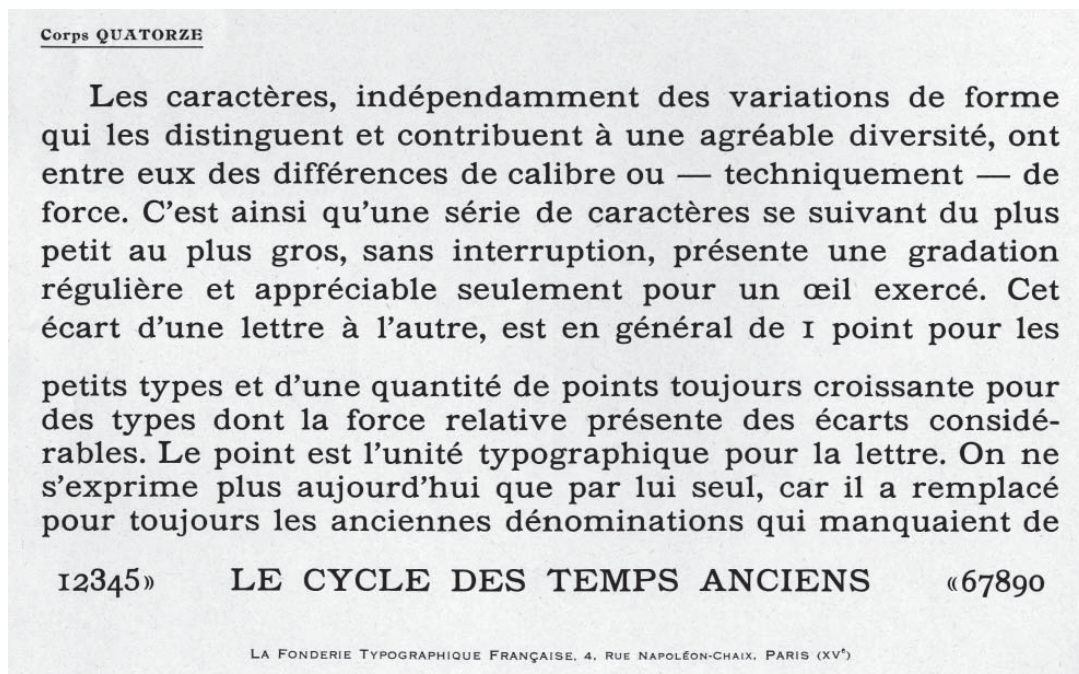 Corps QUATORZE
Les caractères, indépendamment des variations de forme
qui les distinguent et contribuent à une agréable diversité, ont
entre eux des différences de calibre ou — techniquement — de
force. C'est ainsi qu'une série de caractères se suivant du plus
petit au plus gros, sans interruption, présente une gradation
régulière et appréciable seulement pour un œil exercé. Cet
écart d'une lettre à l'autre, est en général de 1 point pour les
petits types et d'une quantité de points toujours croissante pour
des types dont la force relative présente des écarts considé-
rables. Le point est l'unité typographique pour la lettre. On ne
s'exprime plus aujourd'hui que par lui seul, car il a remplacé
pour toujours les anciennes dénominations qui manquaient de
12345» LE CYCLE DES TEMPS ANCIENS «67890
LA FONDERIE TYPOGRAPHIQUE FRANÇAISE, 4, RUE NAPOLÉON-CHAIX, PARIS (XVᵉ)